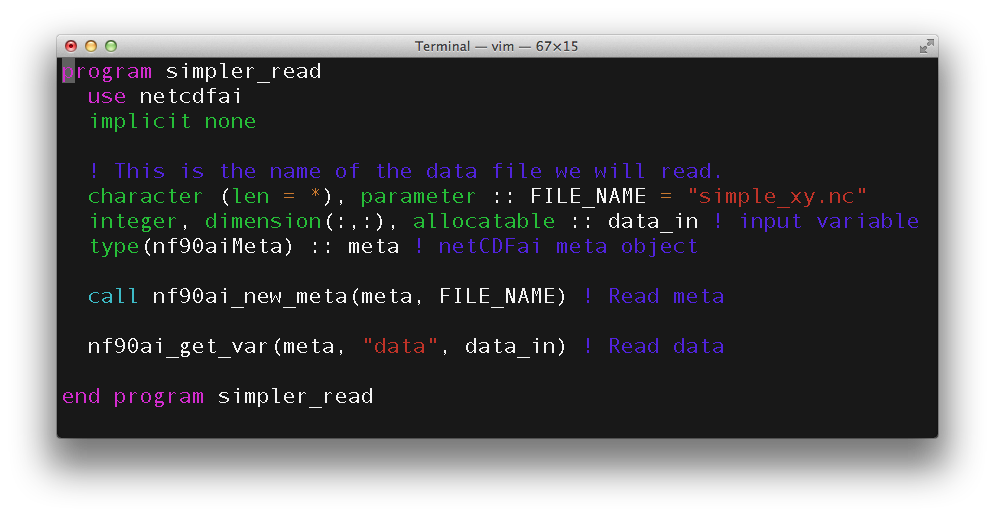 Terminal — vim — 67×15
program simpler_read
  use netcdfai
  implicit none

  ! This is the name of the data file we will read.
  character (len = *), parameter :: FILE_NAME = "simple_xy.nc"
  integer, dimension(:,:), allocatable :: data_in ! input variable
  type(nf90aiMeta) :: meta ! netCDFai meta object

  call nf90ai_new_meta(meta, FILE_NAME) ! Read meta

  nf90ai_get_var(meta, "data", data_in) ! Read data

end program simpler_read